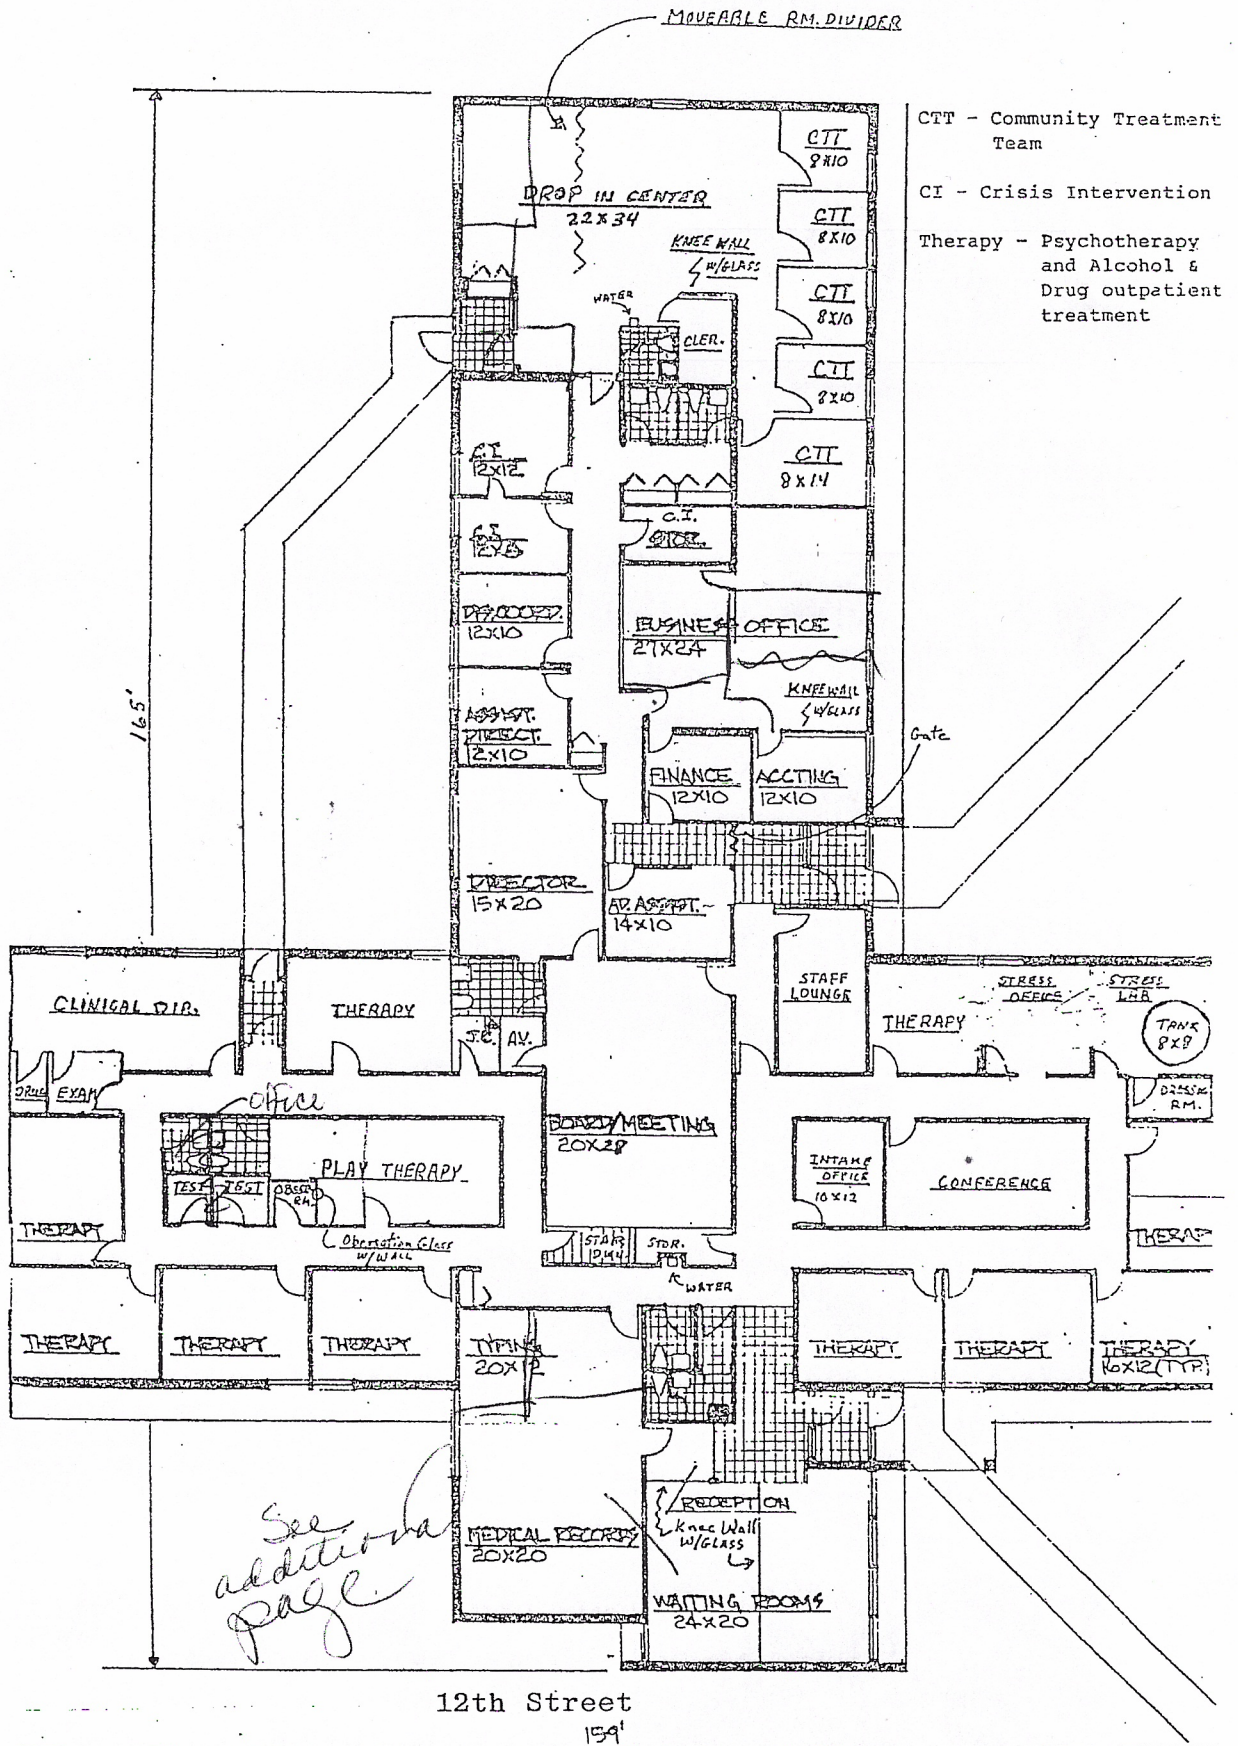 MOVEABLE RM. DIVIDER
CTT - Community Treatment
Team
CI - Crisis Intervention
Therapy - Psychotherapy
and Alcohol &
Drug outpatient
treatment
CTT
8x10
DROP IN CENTER
22x34
CTT
8x10
KNEE WALL
W/GLASS
WATER
CTT
8x10
CLER.
CTT
8x10
C.I.
12x12
CTT
8x14
C.I.
STOR.
12x10
BUSINESS OFFICE
27x24
ASSIST.
DIRECT.
12x10
KNEE WALL
W/GLASS
165'
Gate
FINANCE
12x10
ACCTING
12x10
DIRECTOR
15x20
AD. ASSIST.
14x10
STAFF
LOUNGE
CLINICAL DIR.
THERAPY
J.C.
AV.
THERAPY
STRESS
OFFICE
STRESS
LAB
TANK
8x8
EXAM
office
RM.
BOARD/MEETING
20x28
PLAY THERAPY
INTAKE
OFFICE
10x12
CONFERENCE
TEST
TEST
OBSER
RM.
THERAPY
Obersation Glass
W/WALL
STOR.
THERAP
WATER
THERAPY
THERAPY
THERAPY
TYPING
20x12
THERAPY
THERAPY
THERAPY
16x12 (TYP.)
See
additional
page.
MEDICAL RECORDS
20x20
RECEPTION
Knee Wall
W/GLASS
WAITING ROOMS
24x20
12th Street
159'